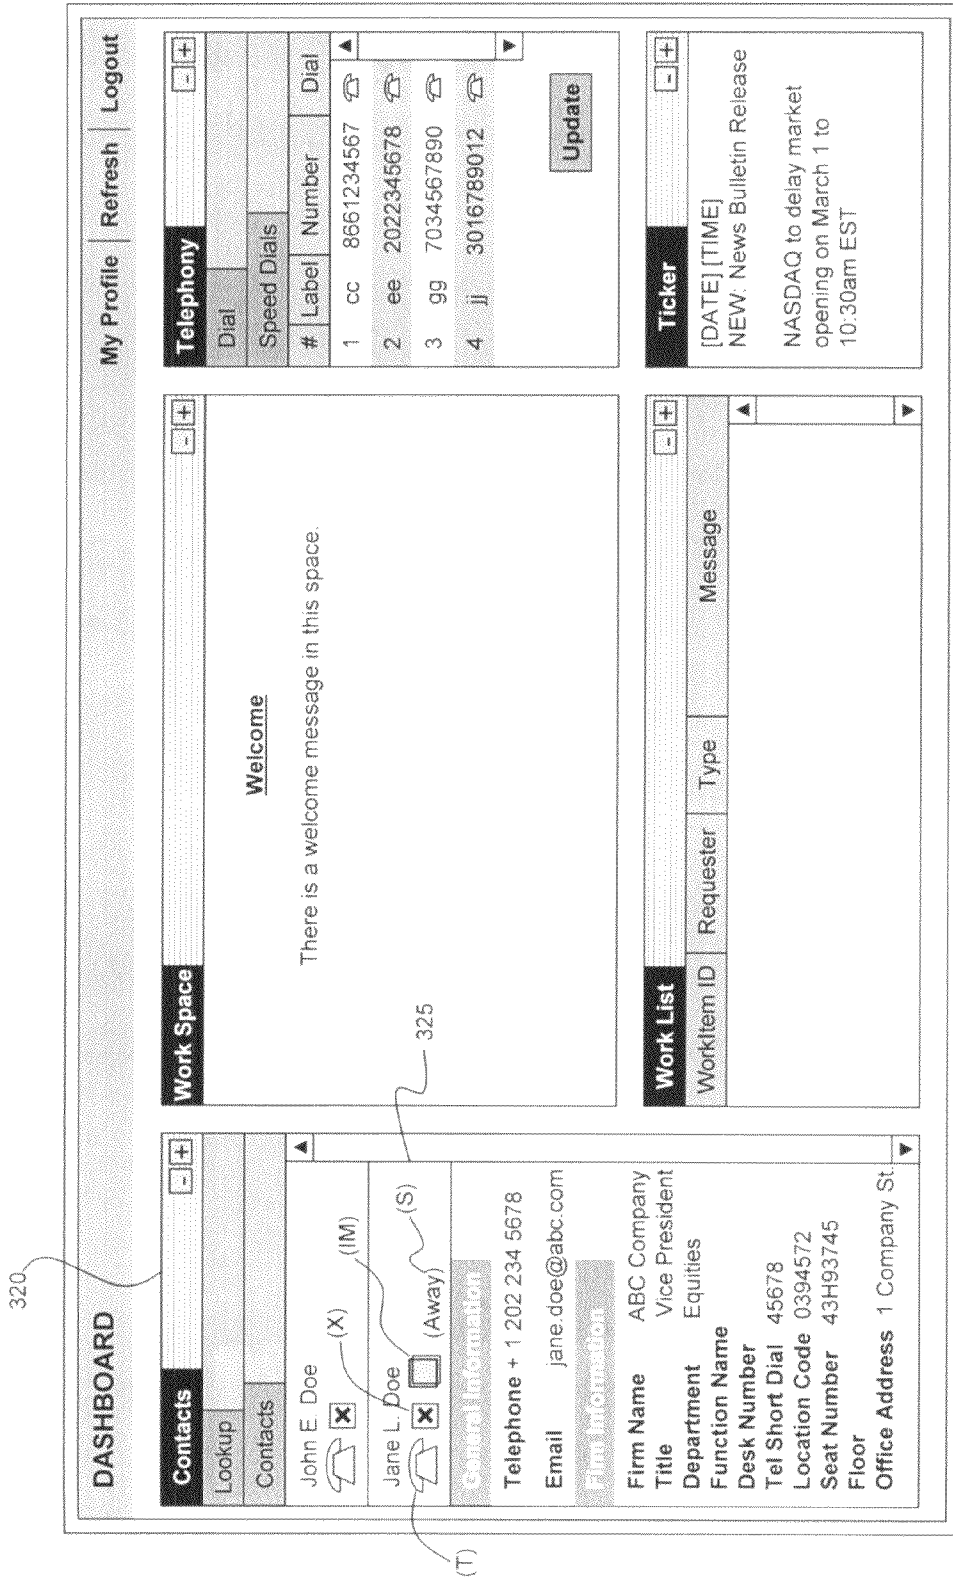 320
DASHBOARD
My Profile | Refresh | Logout
Contacts
- +
Lookup
Contacts
John E. Doe
(X)
Jane L. Doe
(IM)
(Away)
(S)
325
(T)
General Information
Telephone + 1 202 234 5678
Email jane.doe@abc.com
Firm Information
Firm Name ABC Company
Title Vice President
Department Equities
Function Name
Desk Number
Tel Short Dial 45678
Location Code 0394572
Seat Number 43H93745
Floor
Office Address 1 Company St.
Work Space
- +
Welcome
There is a welcome message in this space.
Telephony
- +
Dial
Speed Dials
# Label Number Dial
1 cc 8661234567
2 ee 2022345678
3 gg 7034567890
4 jj 3016789012
Update
Work List
- +
WorkItem ID Requester Type Message
Ticker
- +
[DATE] [TIME]
NEW: News Bulletin Release
NASDAQ to delay market
opening on March 1 to
10:30am EST